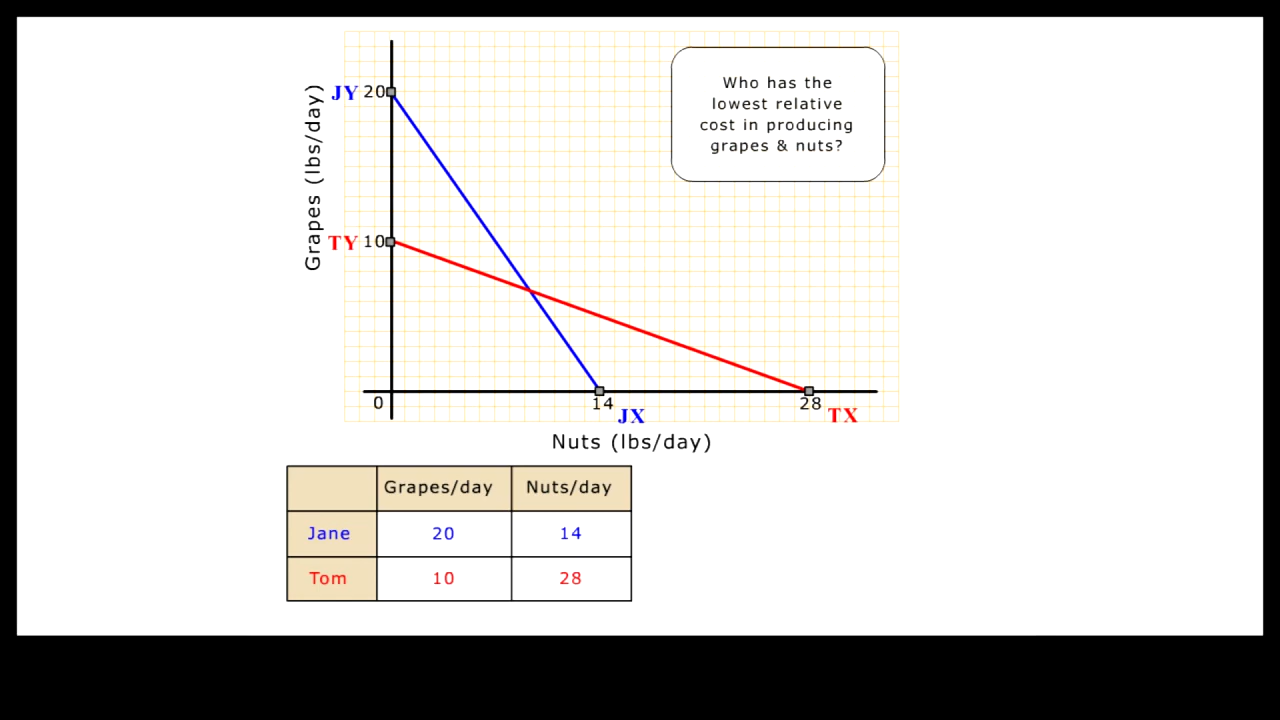 Who has the
lowest relative
cost in producing
grapes & nuts?
Grapes (lbs/day)
JY 20
TY 10
0 14 28
JX TX
Nuts (lbs/day)
Grapes/day Nuts/day
Jane 20 14
Tom 10 28